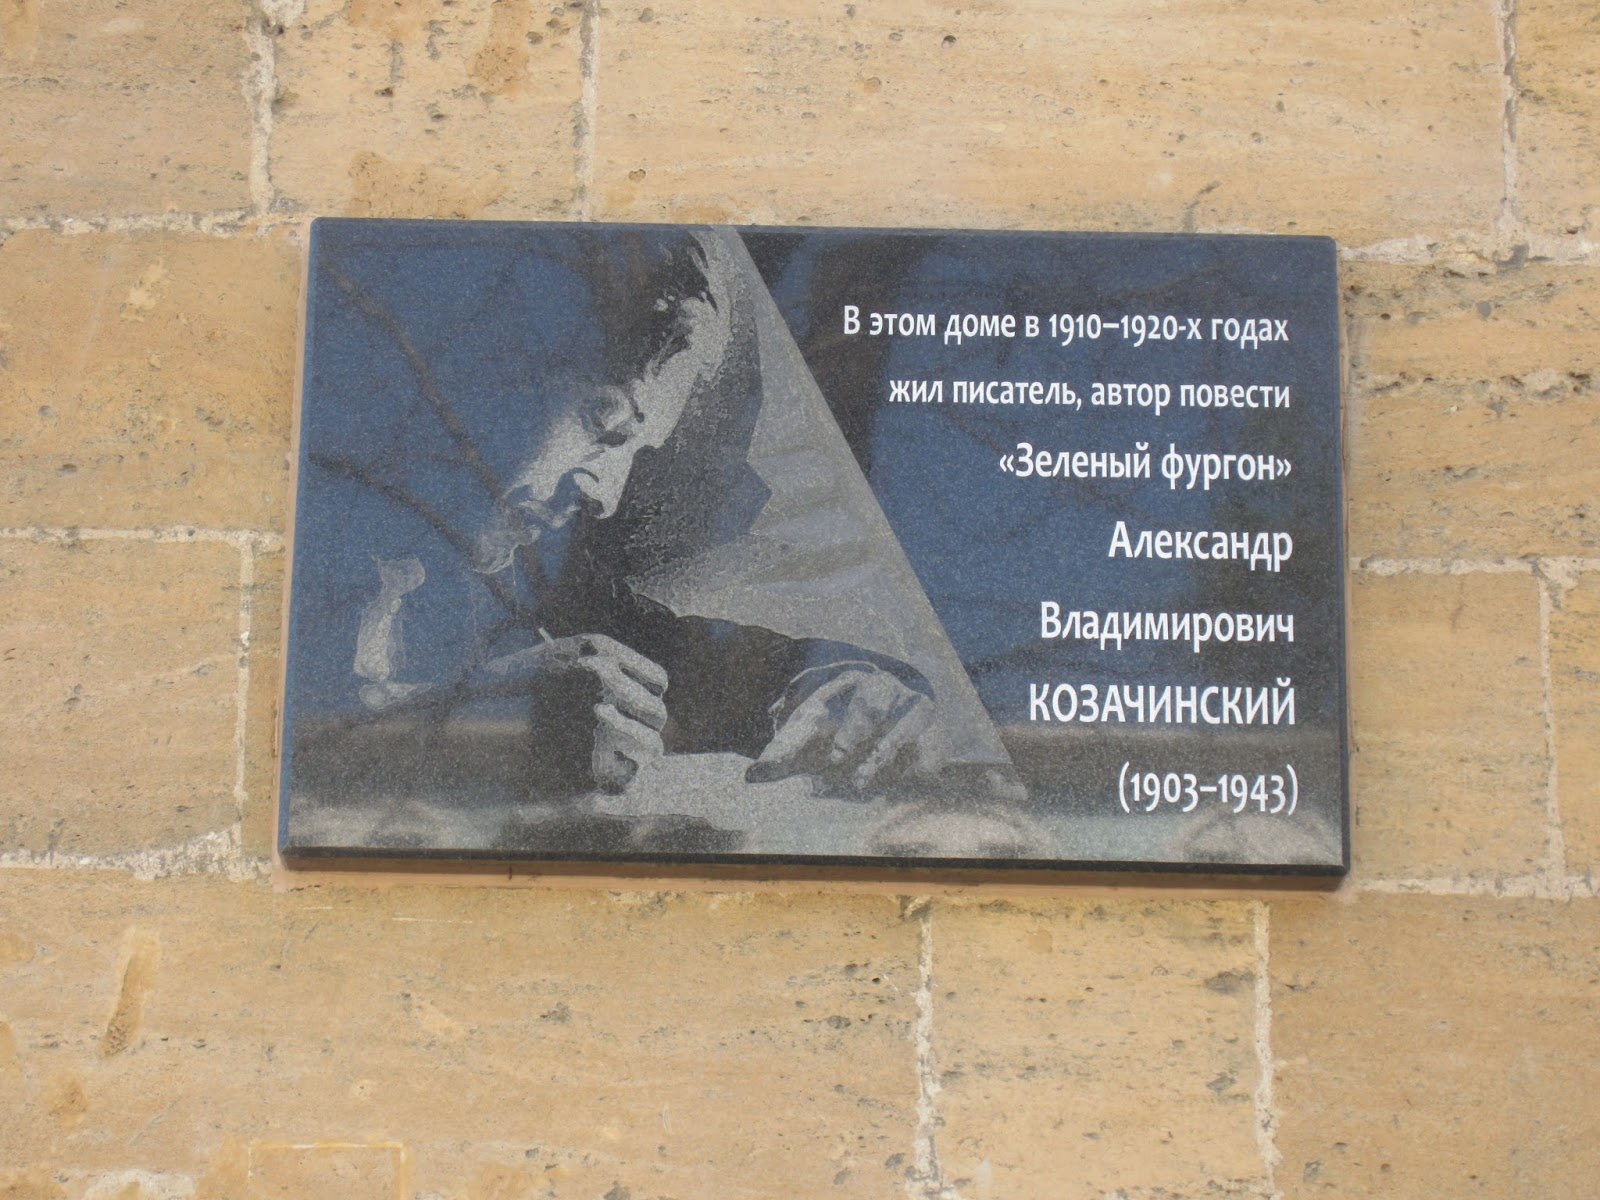 В этом доме в 1910–1920-х годах
жил писатель, автор повести
«Зеленый фургон»
Александр
Владимирович
КОЗАЧИНСКИЙ
(1903–1943)